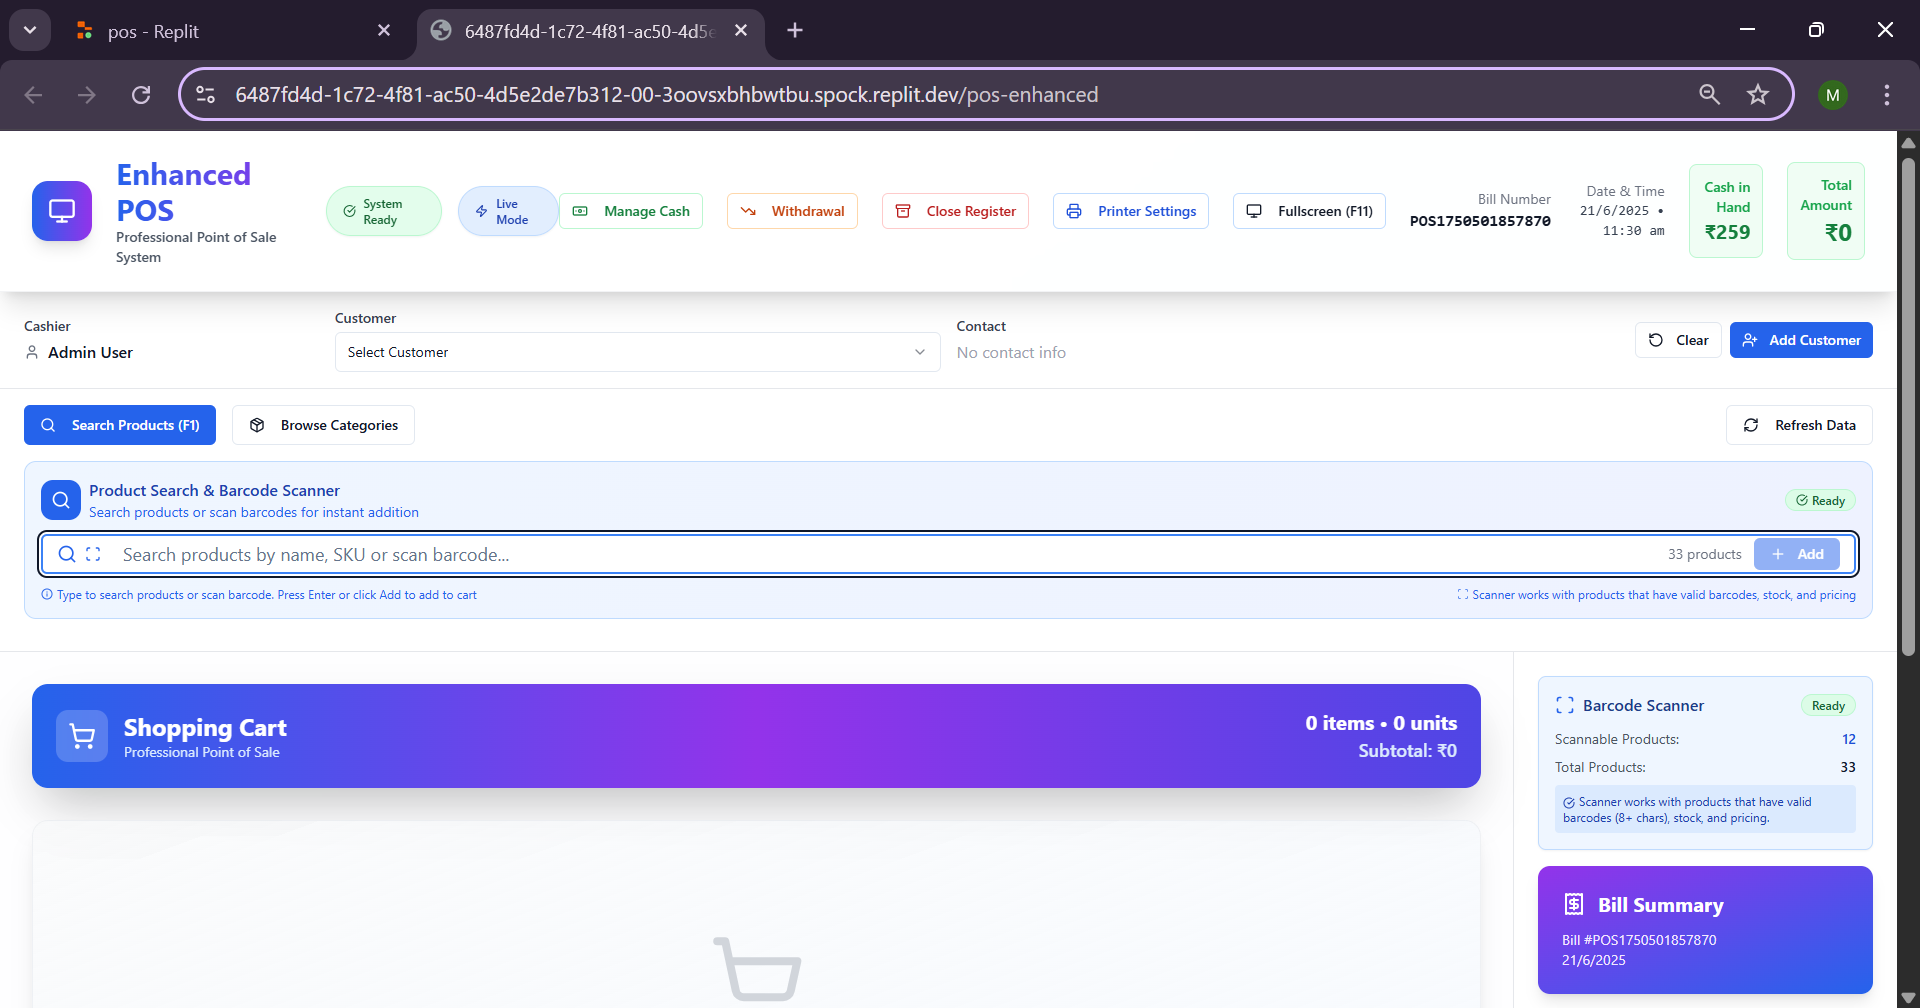 pos - Replit
6487fd4d-1c72-4f81-ac50-4d5e
6487fd4d-1c72-4f81-ac50-4d5e2de7b312-00-3oovsxbhbwtbu.spock.replit.dev/pos-enhanced
M
Enhanced
POS
Professional Point of Sale
System
System
Ready
Live
Mode
Manage Cash
Withdrawal
Close Register
Printer Settings
Fullscreen (F11)
Bill Number
POS1750501857870
Date & Time
21/6/2025 •
11:30 am
Cash in
Hand
₹259
Total
Amount
₹0
Cashier
Admin User
Customer
Select Customer
Contact
No contact info
Clear
Add Customer
Search Products (F1)
Browse Categories
Refresh Data
Product Search & Barcode Scanner
Search products or scan barcodes for instant addition
Ready
Search products by name, SKU or scan barcode...
33 products
Add
Type to search products or scan barcode. Press Enter or click Add to add to cart
Scanner works with products that have valid barcodes, stock, and pricing
Shopping Cart
Professional Point of Sale
0 items • 0 units
Subtotal: ₹0
Barcode Scanner
Ready
Scannable Products: 12
Total Products: 33
Scanner works with products that have valid
barcodes (8+ chars), stock, and pricing.
Bill Summary
Bill #POS1750501857870
21/6/2025